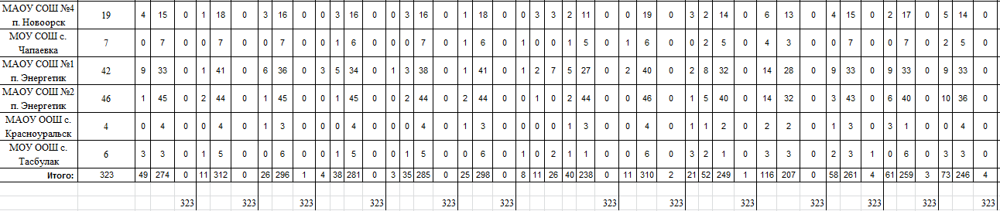 МАОУ СОШ №4 п. Новоорск 19 4 15 0 1 18 0 3 16 0 0 3 16 0 0 3 16 0 1 18 0 0 3 3 2 11 0 0 19 0 3 2 14 0 6 13 0 4 15 0 2 17 0 5 14 0
МОУ СОШ с. Чапаевка 7 0 7 0 0 7 0 0 7 0 0 1 6 0 0 0 7 0 1 6 0 1 0 0 1 5 0 1 6 0 0 2 5 0 4 3 0 0 7 0 0 7 0 2 5 0
МАОУ СОШ №1 п. Энергетик 42 9 33 0 1 41 0 6 36 0 3 5 34 0 1 3 38 0 1 41 0 1 2 7 5 27 0 2 40 0 2 8 32 0 14 28 0 9 33 0 9 33 0 9 33 0
МАОУ СОШ №2 п. Энергетик 46 1 45 0 2 44 0 1 45 0 0 1 45 0 0 2 44 0 2 44 0 0 1 0 2 44 0 0 46 0 1 5 40 0 14 32 0 3 43 0 6 40 0 10 36 0
МАОУ ООШ с. Красноуральск 4 0 4 0 0 4 0 1 3 0 0 0 4 0 0 0 4 0 1 3 0 0 0 0 1 3 0 0 4 0 1 1 2 0 2 2 0 1 3 0 3 1 0 0 4 0
МОУ ООШ с. Тасбулак 6 3 3 0 1 5 0 0 6 0 0 1 5 0 0 1 5 0 0 6 0 1 0 2 1 1 0 0 6 0 3 2 1 0 3 3 0 2 3 1 0 6 0 3 3 0
Итого: 323 49 274 0 11 312 0 26 296 1 4 38 281 0 3 35 285 0 25 298 0 8 11 26 40 238 0 11 310 2 21 52 249 1 116 207 0 58 261 4 61 259 3 73 246 4
323 323 323 323 323 323 323 323 323 323 323 323 323